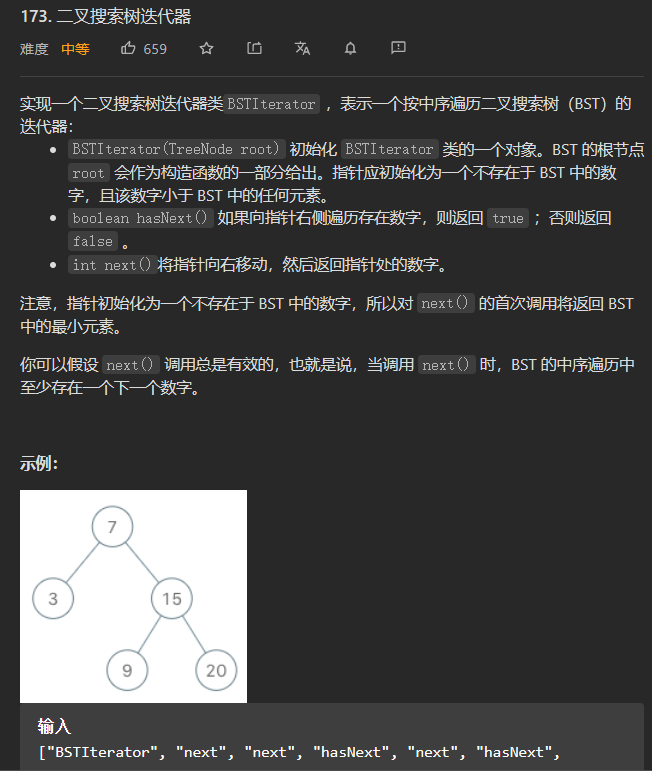 173. 二叉搜索树迭代器
难度 中等 659
实现一个二叉搜索树迭代器类BSTIterator ，表示一个按中序遍历二叉搜索树（BST）的
迭代器：
BSTIterator(TreeNode root) 初始化 BSTIterator 类的一个对象。BST 的根节点
root 会作为构造函数的一部分给出。指针应初始化为一个不存在于 BST 中的数
字，且该数字小于 BST 中的任何元素。
boolean hasNext() 如果向指针右侧遍历存在数字，则返回 true ；否则返回
false 。
int next()将指针向右移动，然后返回指针处的数字。
注意，指针初始化为一个不存在于 BST 中的数字，所以对 next() 的首次调用将返回 BST
中的最小元素。
你可以假设 next() 调用总是有效的，也就是说，当调用 next() 时，BST 的中序遍历中
至少存在一个下一个数字。
示例：
7
3 15
9 20
输入
["BSTIterator", "next", "next", "hasNext", "next", "hasNext",